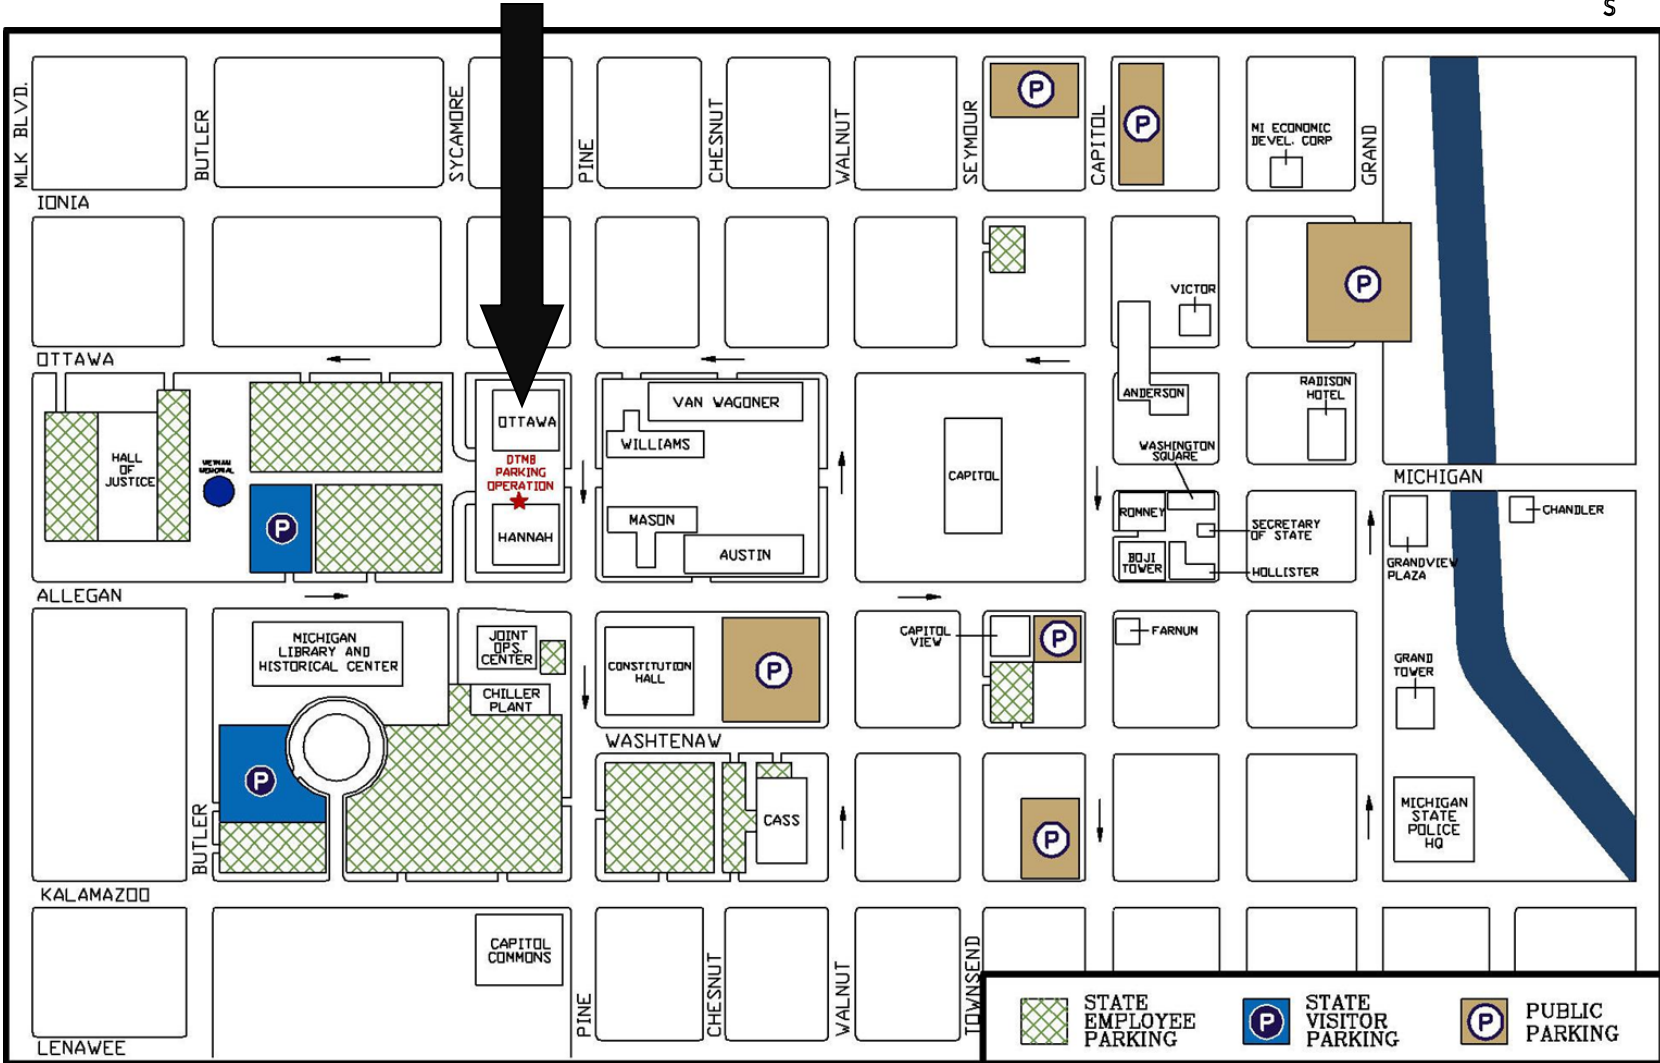 S
MLK BLVD.
BUTLER
SYCAMORE
PINE
CHESNUT
WALNUT
SEYMOUR
P
CAPITOL
P
MI ECONOMIC
DEVEL. CORP
GRAND
IONIA
P
VICTOR
OTTAWA
ANDERSON
RADISON
HOTEL
OTTAWA
VAN WAGONER
WILLIAMS
HALL
OF
JUSTICE
VIETNAM
MEMORIAL
DTMB
PARKING
OPERATION
CAPITOL
WASHINGTON
SQUARE
MICHIGAN
P
HANNAH
MASON
AUSTIN
ROMNEY
SECRETARY
OF STATE
BOJI
TOWER
HOLLISTER
GRANDVIEW
PLAZA
CHANDLER
ALLEGAN
MICHIGAN
LIBRARY AND
HISTORICAL CENTER
JOINT
OPS.
CENTER
CHILLER
PLANT
CONSTITUTION
HALL
P
CAPITOL
VIEW
P
FARNUM
GRAND
TOWER
WASHTENAW
P
BUTLER
CASS
P
MICHIGAN
STATE
POLICE
HQ
KALAMAZOO
CAPITOL
COMMONS
PINE
CHESNUT
WALNUT
TOWNSEND
LENAWEE
STATE
EMPLOYEE
PARKING
P
STATE
VISITOR
PARKING
P
PUBLIC
PARKING